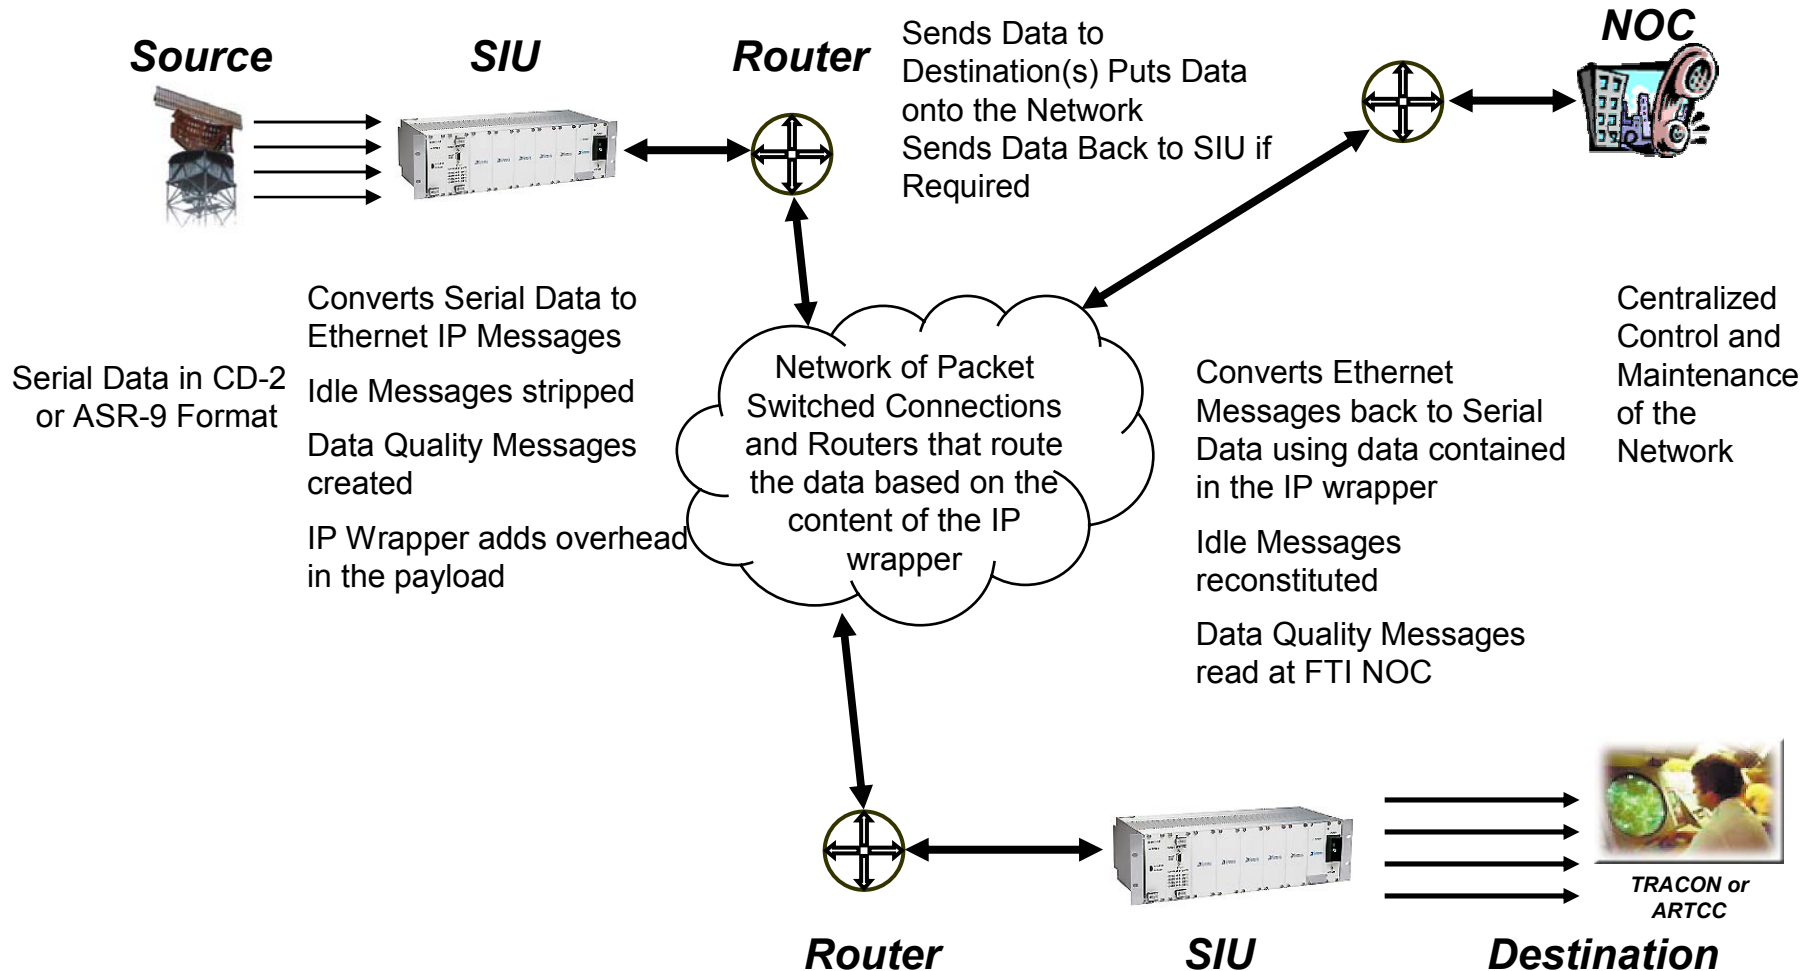 Source
SIU
Router
Sends Data to
Destination(s) Puts Data
onto the Network
Sends Data Back to SIU if
Required
NOC
Serial Data in CD-2
or ASR-9 Format
Converts Serial Data to
Ethernet IP Messages
Idle Messages stripped
Data Quality Messages
created
IP Wrapper adds overhead
in the payload
Network of Packet
Switched Connections
and Routers that route
the data based on the
content of the IP
wrapper
Converts Ethernet
Messages back to Serial
Data using data contained
in the IP wrapper
Idle Messages
reconstituted
Data Quality Messages
read at FTI NOC
Centralized
Control and
Maintenance
of the
Network
TRACON or
ARTCC
Router
SIU
Destination